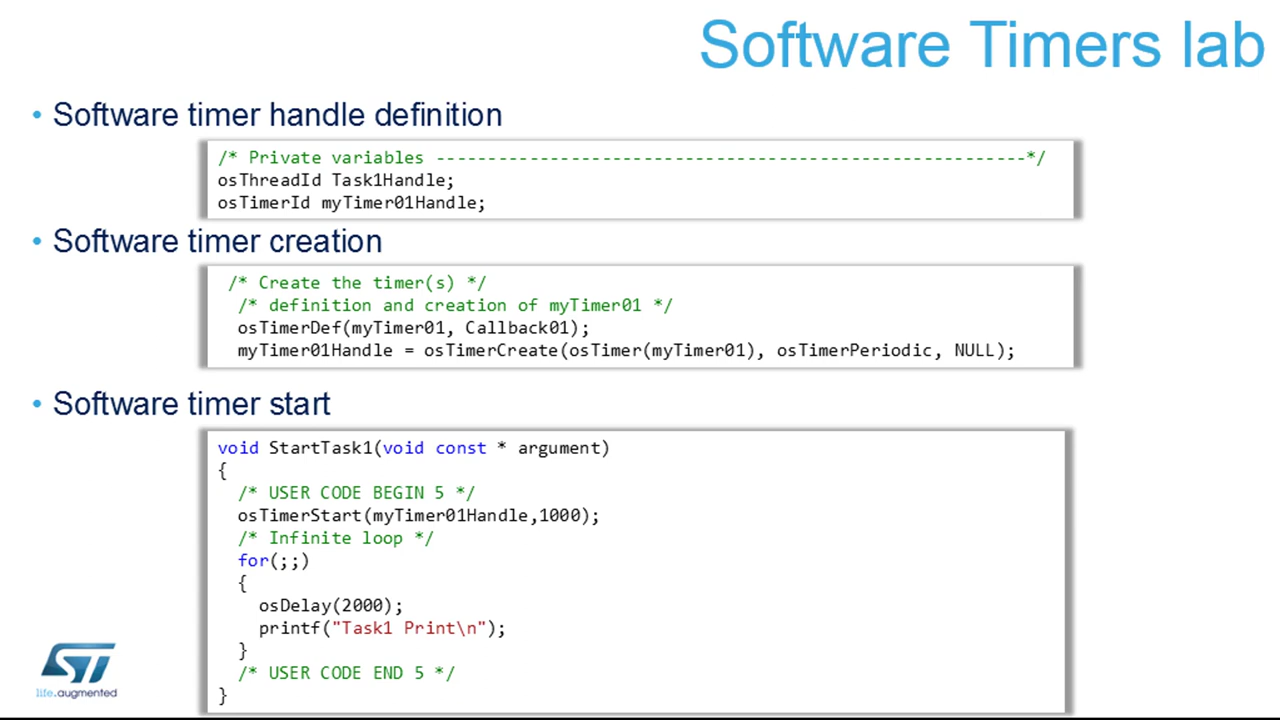 Software Timers lab
• Software timer handle definition
/* Private variables ---------------------------------------------------------*/
osThreadId Task1Handle;
osTimerId myTimer01Handle;
• Software timer creation
/* Create the timer(s) */
/* definition and creation of myTimer01 */
osTimerDef(myTimer01, Callback01);
myTimer01Handle = osTimerCreate(osTimer(myTimer01), osTimerPeriodic, NULL);
• Software timer start
void StartTask1(void const * argument)
{
/* USER CODE BEGIN 5 */
osTimerStart(myTimer01Handle,1000);
/* Infinite loop */
for(;;)
{
osDelay(2000);
printf("Task1 Print\n");
}
/* USER CODE END 5 */
}
ST
life.augmented